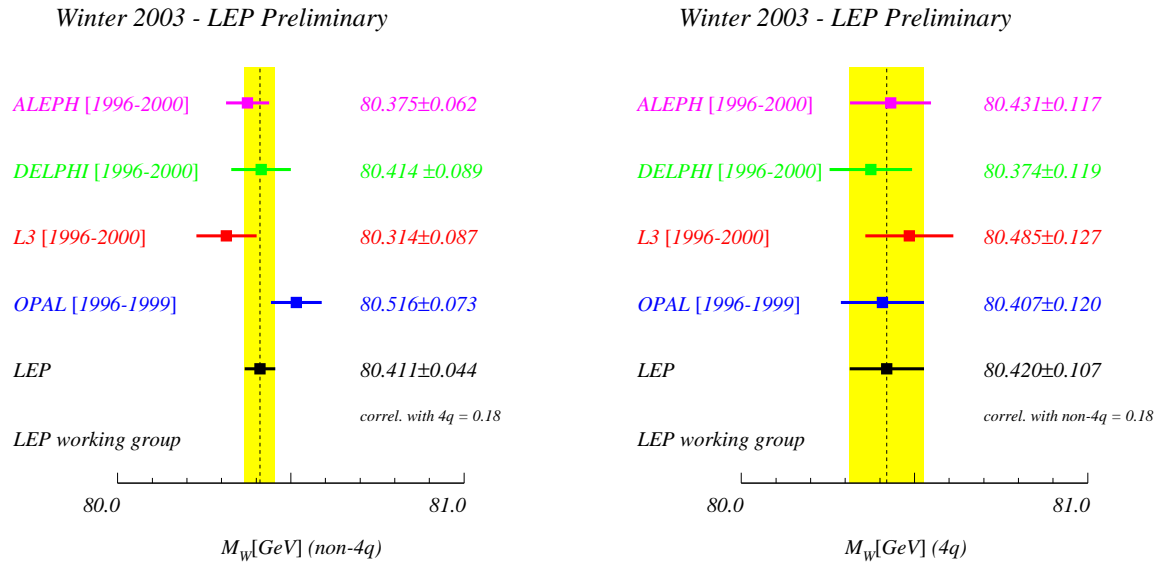 Winter 2003 - LEP Preliminary
ALEPH [1996-2000] 80.375±0.062
DELPHI [1996-2000] 80.414 ±0.089
L3 [1996-2000] 80.314±0.087
OPAL [1996-1999] 80.516±0.073
LEP 80.411±0.044
correl. with 4q = 0.18
LEP working group
80.0 81.0
M_W[GeV] (non-4q)
Winter 2003 - LEP Preliminary
ALEPH [1996-2000] 80.431±0.117
DELPHI [1996-2000] 80.374±0.119
L3 [1996-2000] 80.485±0.127
OPAL [1996-1999] 80.407±0.120
LEP 80.420±0.107
correl. with non-4q = 0.18
LEP working group
80.0 81.0
M_W[GeV] (4q)